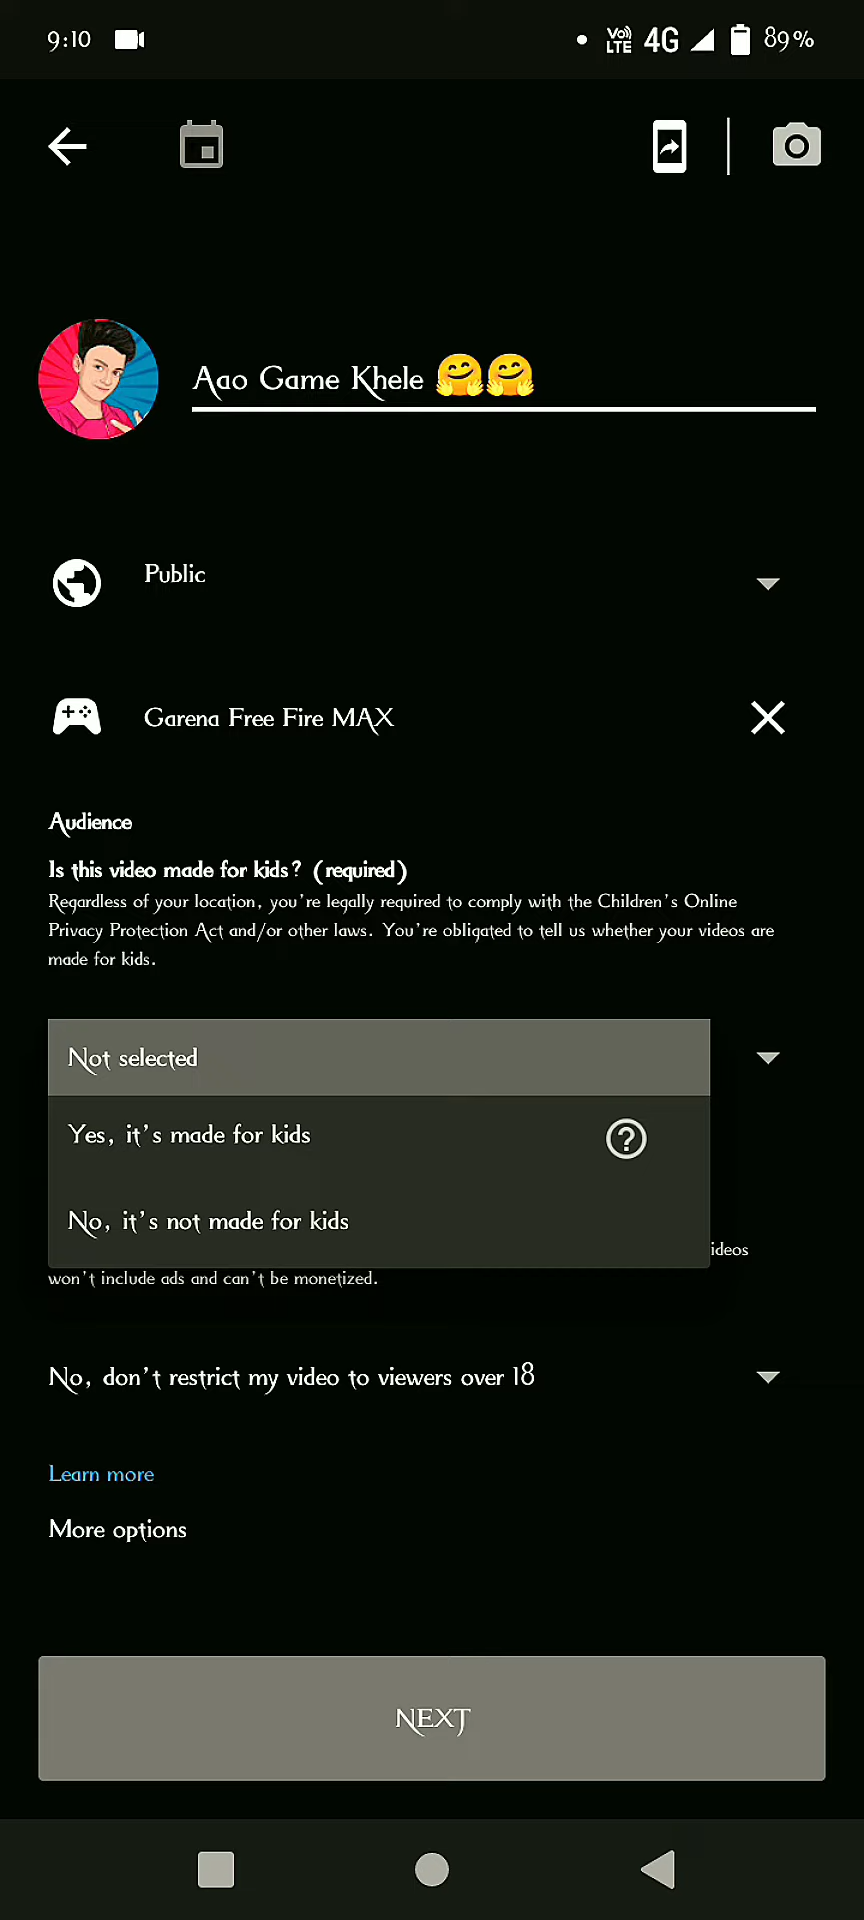 9:10 Vo) LTE 4G 89%
Aao Game Khele 🤗🤗
Public
Garena Free Fire MAX
Audience
Is this video made for kids? (required)
Regardless of your location, you're legally required to comply with the Children's Online
Privacy Protection Act and/or other laws. You're obligated to tell us whether your videos are
made for kids.
Not selected
Yes, it's made for kids
No, it's not made for kids
won't include ads and can't be monetized.
No, don't restrict my video to viewers over 18
Learn more
More options
NEXT